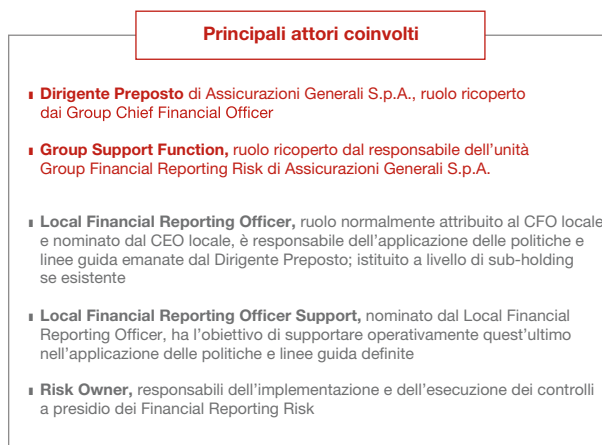 Principali attori coinvolti
Dirigente Preposto di Assicurazioni Generali S.p.A., ruolo ricoperto
dai Group Chief Financial Officer
Group Support Function, ruolo ricoperto dal responsabile dell'unità
Group Financial Reporting Risk di Assicurazioni Generali S.p.A.
Local Financial Reporting Officer, ruolo normalmente attribuito al CFO locale
e nominato dal CEO locale, è responsabile dell'applicazione delle politiche e
linee guida emanate dal Dirigente Preposto; istituito a livello di sub-holding
se esistente
Local Financial Reporting Officer Support, nominato dal Local Financial
Reporting Officer, ha l'obiettivo di supportare operativamente quest'ultimo
nell'applicazione delle politiche e linee guida definite
Risk Owner, responsabili dell'implementazione e dell'esecuzione dei controlli
a presidio dei Financial Reporting Risk